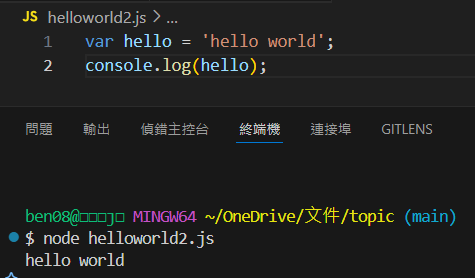 JS helloworld2.js > ...
1 var hello = 'hello world';
2 console.log(hello);
問題 輸出 偵錯主控台 終端機 連接埠 GITLENS
ben08@□□□j□ MINGW64 ~/OneDrive/文件/topic (main)
$ node helloworld2.js
hello world